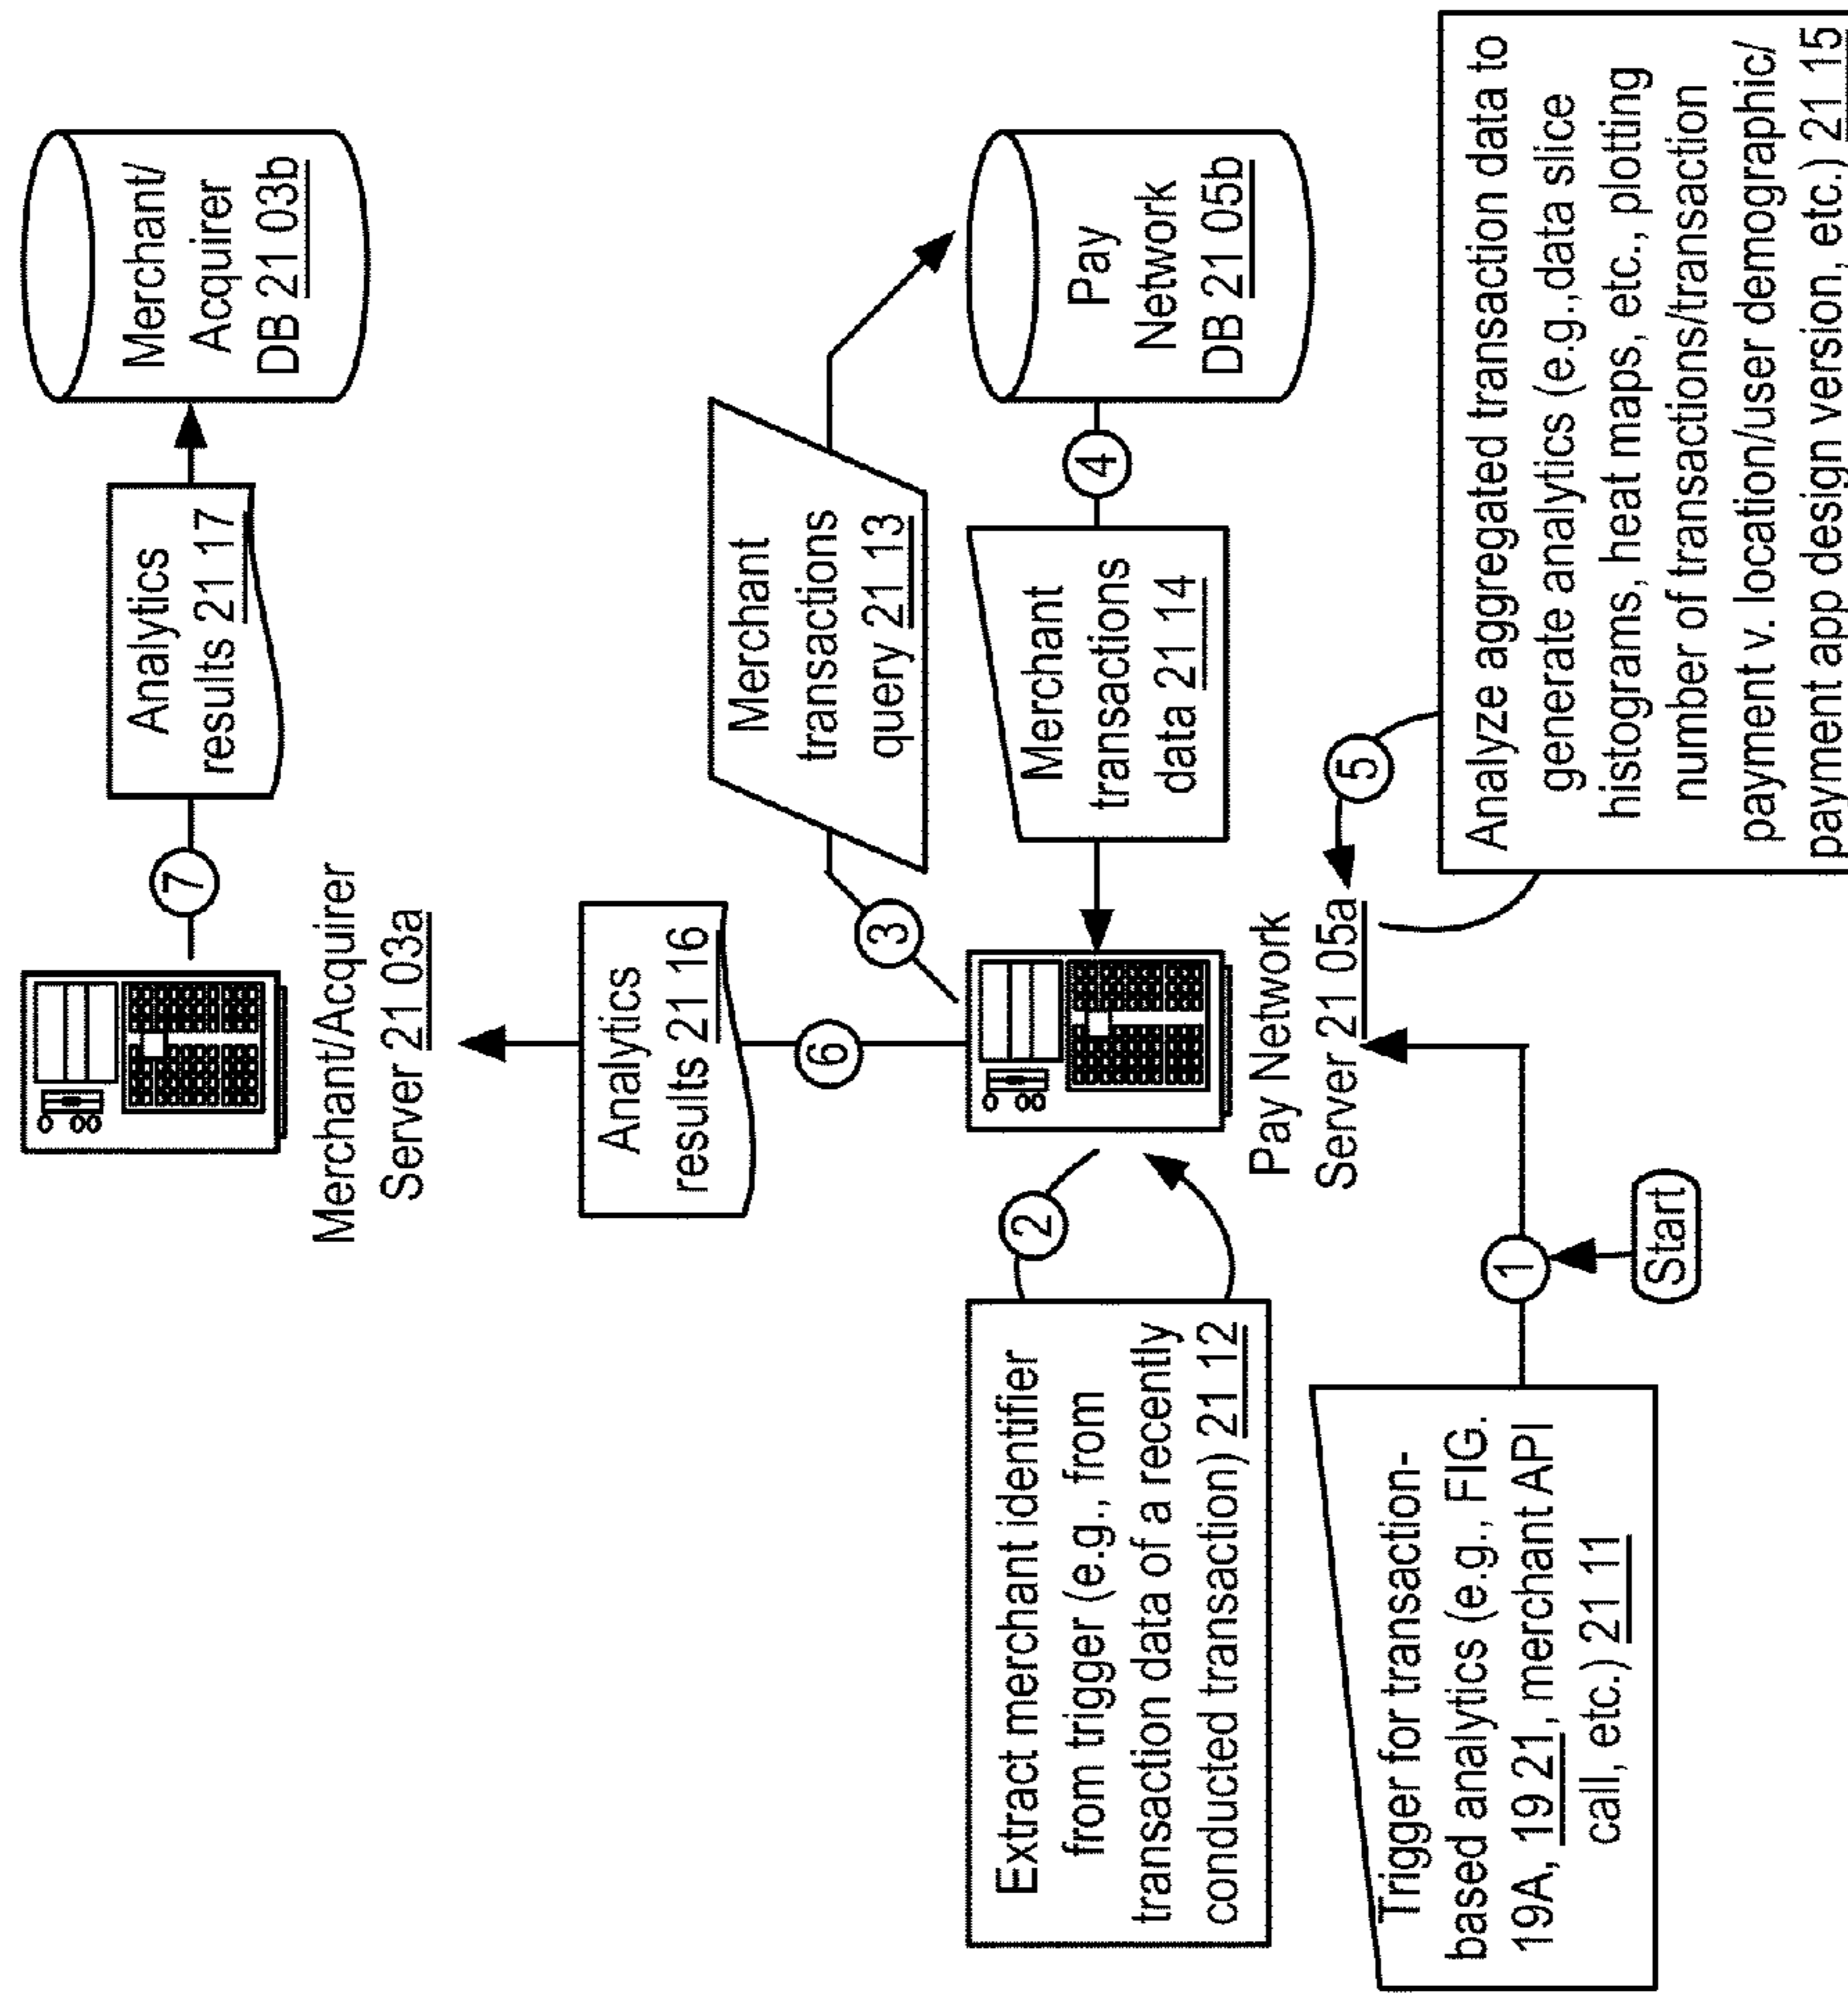 Merchant/
Acquirer
DB 21 03b
Analytics
results 21 17
7
Merchant/Acquirer
Server 21 03a
Analytics
results 21 16
6
Merchant
transactions
query 21 13
3
Pay
Network
DB 21 05b
4
Merchant
transactions
data 21 14
Pay Network
Server 21 05a
2
Extract merchant identifier
from trigger (e.g., from
transaction data of a recently
conducted transaction) 21 12
Trigger for transaction-
based analytics (e.g., FIG.
19A, 19 21, merchant API
call, etc.) 21 11
1
Start
5
Analyze aggregated transaction data to
generate analytics (e.g.,data slice
histograms, heat maps, etc., plotting
number of transactions/transaction
payment v. location/user demographic/
payment app design version, etc.) 21 15